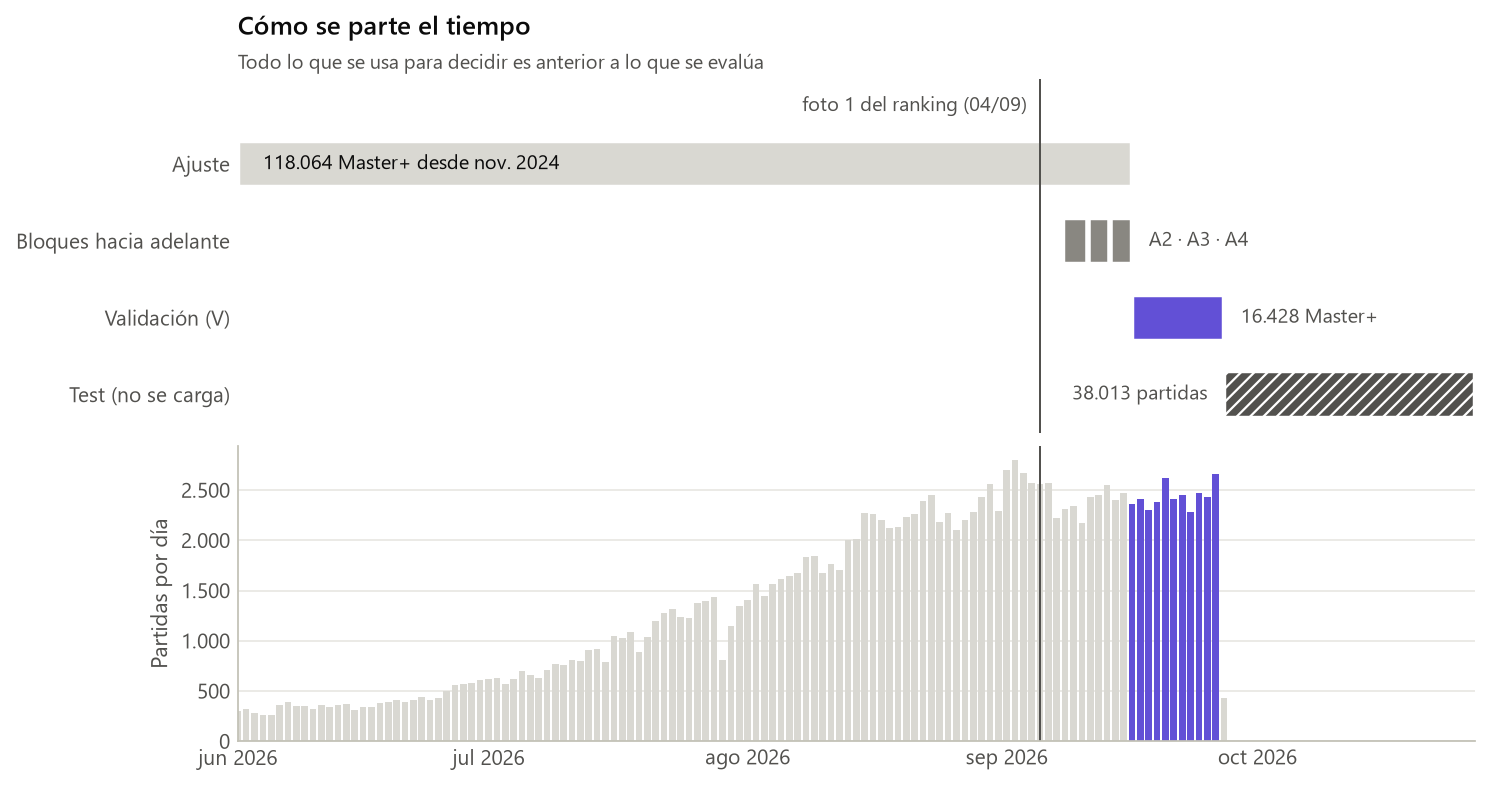 Cómo se parte el tiempo
Todo lo que se usa para decidir es anterior a lo que se evalúa
foto 1 del ranking (04/09)
Ajuste
118.064 Master+ desde nov. 2024
Bloques hacia adelante
A2 · A3 · A4
Validación (V)
16.428 Master+
Test (no se carga)
38.013 partidas
Partidas por día
2.500
2.000
1.500
1.000
500
0
jun 2026
jul 2026
ago 2026
sep 2026
oct 2026